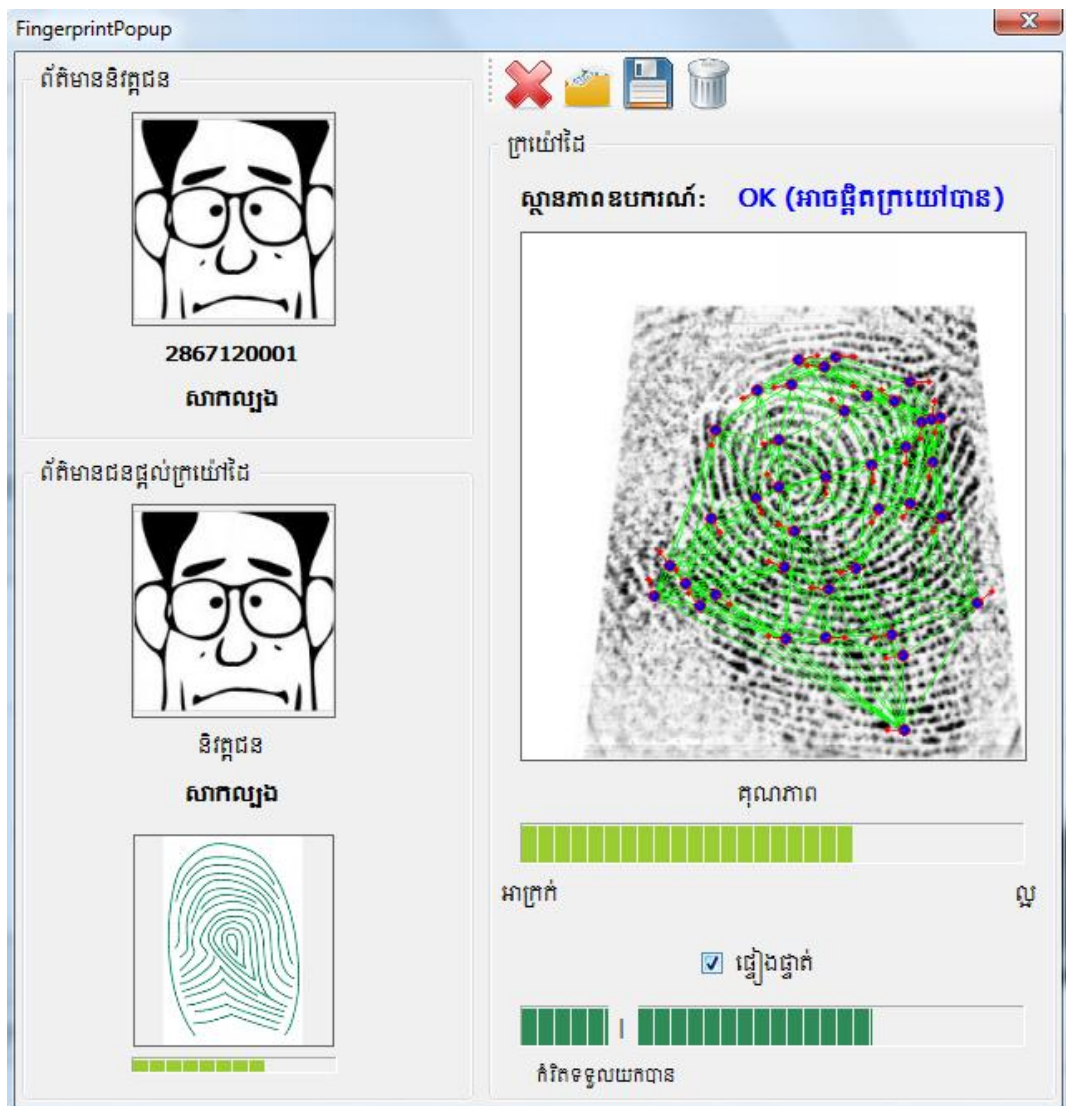 FingerprintPopup
ព័ត៌មាននិវត្តជន
2867120001
សាកល្បង
ព័ត៌មានជនផ្តល់ក្រយ៉ៅដៃ
និវត្តជន
សាកល្បង
ក្រយ៉ៅដៃ
ស្ថានភាពឧបករណ៍: OK (អាចផ្តិតក្រយៅបាន)
គុណភាព
អាក្រក់ ល្អ
ផ្ទៀងផ្ទាត់
កំរិតទទួលយកបាន